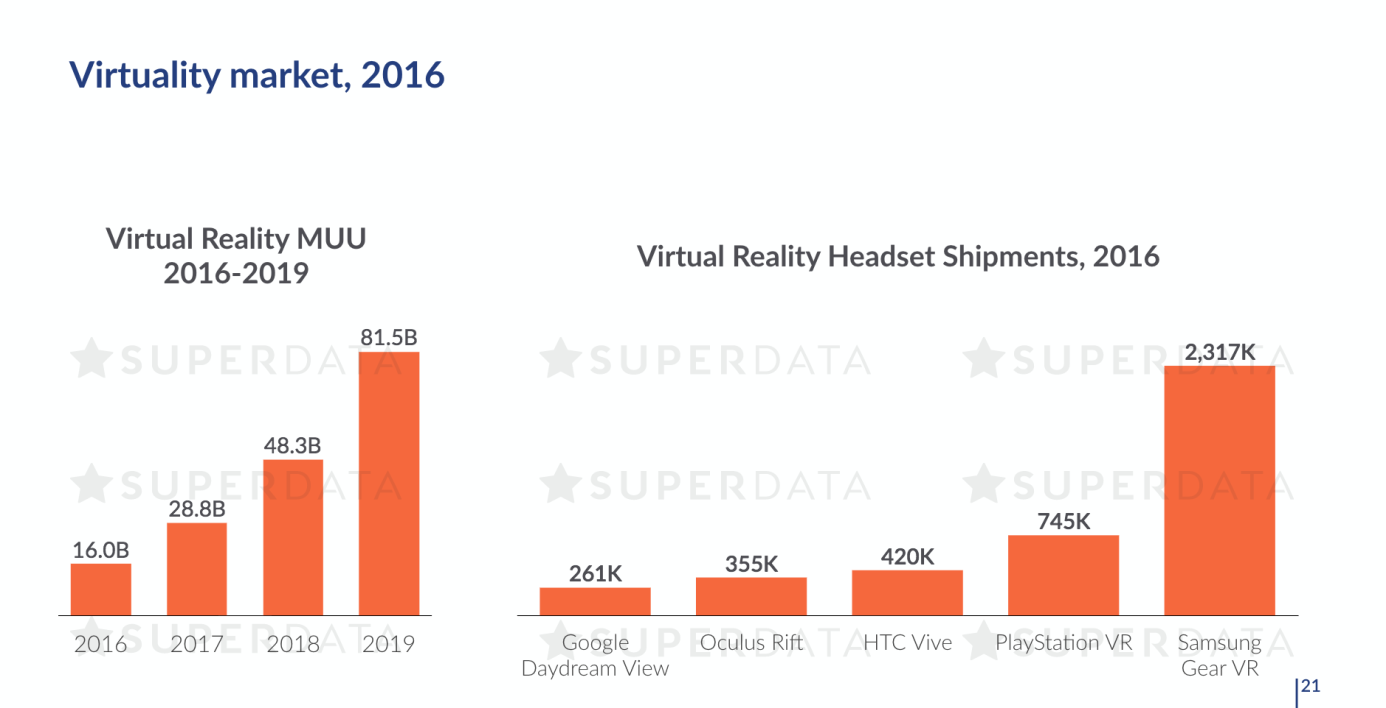 Virtuality market, 2016
Virtual Reality MUU
2016-2019
81.5B
48.3B
28.8B
16.0B
2016 2017 2018 2019
Virtual Reality Headset Shipments, 2016
2,317K
745K
420K
355K
261K
Google
Daydream View
Oculus Rift
HTC Vive
PlayStation VR
Samsung
Gear VR
SUPERDATA
SUPERDATA
SUPERDATA
SUPERDATA
SUPERDATA
SUPERDATA
SUPERDATA
SUPERDATA
SUPERDATA
21